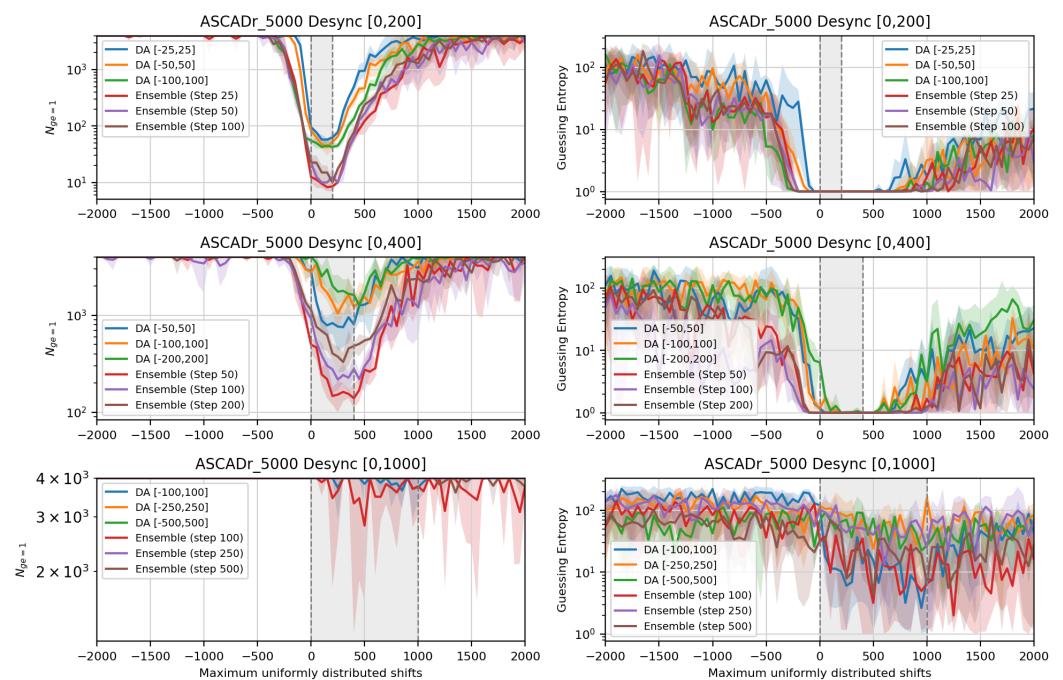 ASCADr_5000 Desync [0,200]
N_{ge=1}
10³
10²
10¹
DA [-25,25]
DA [-50,50]
DA [-100,100]
Ensemble (Step 25)
Ensemble (Step 50)
Ensemble (Step 100)
−2000 −1500 −1000 −500 0 500 1000 1500 2000
ASCADr_5000 Desync [0,200]
Guessing Entropy
10²
10¹
10⁰
DA [-25,25]
DA [-50,50]
DA [-100,100]
Ensemble (Step 25)
Ensemble (Step 50)
Ensemble (Step 100)
−2000 −1500 −1000 −500 0 500 1000 1500 2000
ASCADr_5000 Desync [0,400]
N_{ge=1}
10³
10²
DA [-50,50]
DA [-100,100]
DA [-200,200]
Ensemble (Step 50)
Ensemble (Step 100)
Ensemble (Step 200)
−2000 −1500 −1000 −500 0 500 1000 1500 2000
ASCADr_5000 Desync [0,400]
Guessing Entropy
10²
10¹
10⁰
DA [-50,50]
DA [-100,100]
DA [-200,200]
Ensemble (Step 50)
Ensemble (Step 100)
Ensemble (Step 200)
−2000 −1500 −1000 −500 0 500 1000 1500 2000
ASCADr_5000 Desync [0,1000]
N_{ge=1}
4 × 10³
3 × 10³
2 × 10³
DA [-100,100]
DA [-250,250]
DA [-500,500]
Ensemble (step 100)
Ensemble (step 250)
Ensemble (step 500)
−2000 −1500 −1000 −500 0 500 1000 1500 2000
Maximum uniformly distributed shifts
ASCADr_5000 Desync [0,1000]
Guessing Entropy
10²
10¹
10⁰
DA [-100,100]
DA [-250,250]
DA [-500,500]
Ensemble (step 100)
Ensemble (step 250)
Ensemble (step 500)
−2000 −1500 −1000 −500 0 500 1000 1500 2000
Maximum uniformly distributed shifts